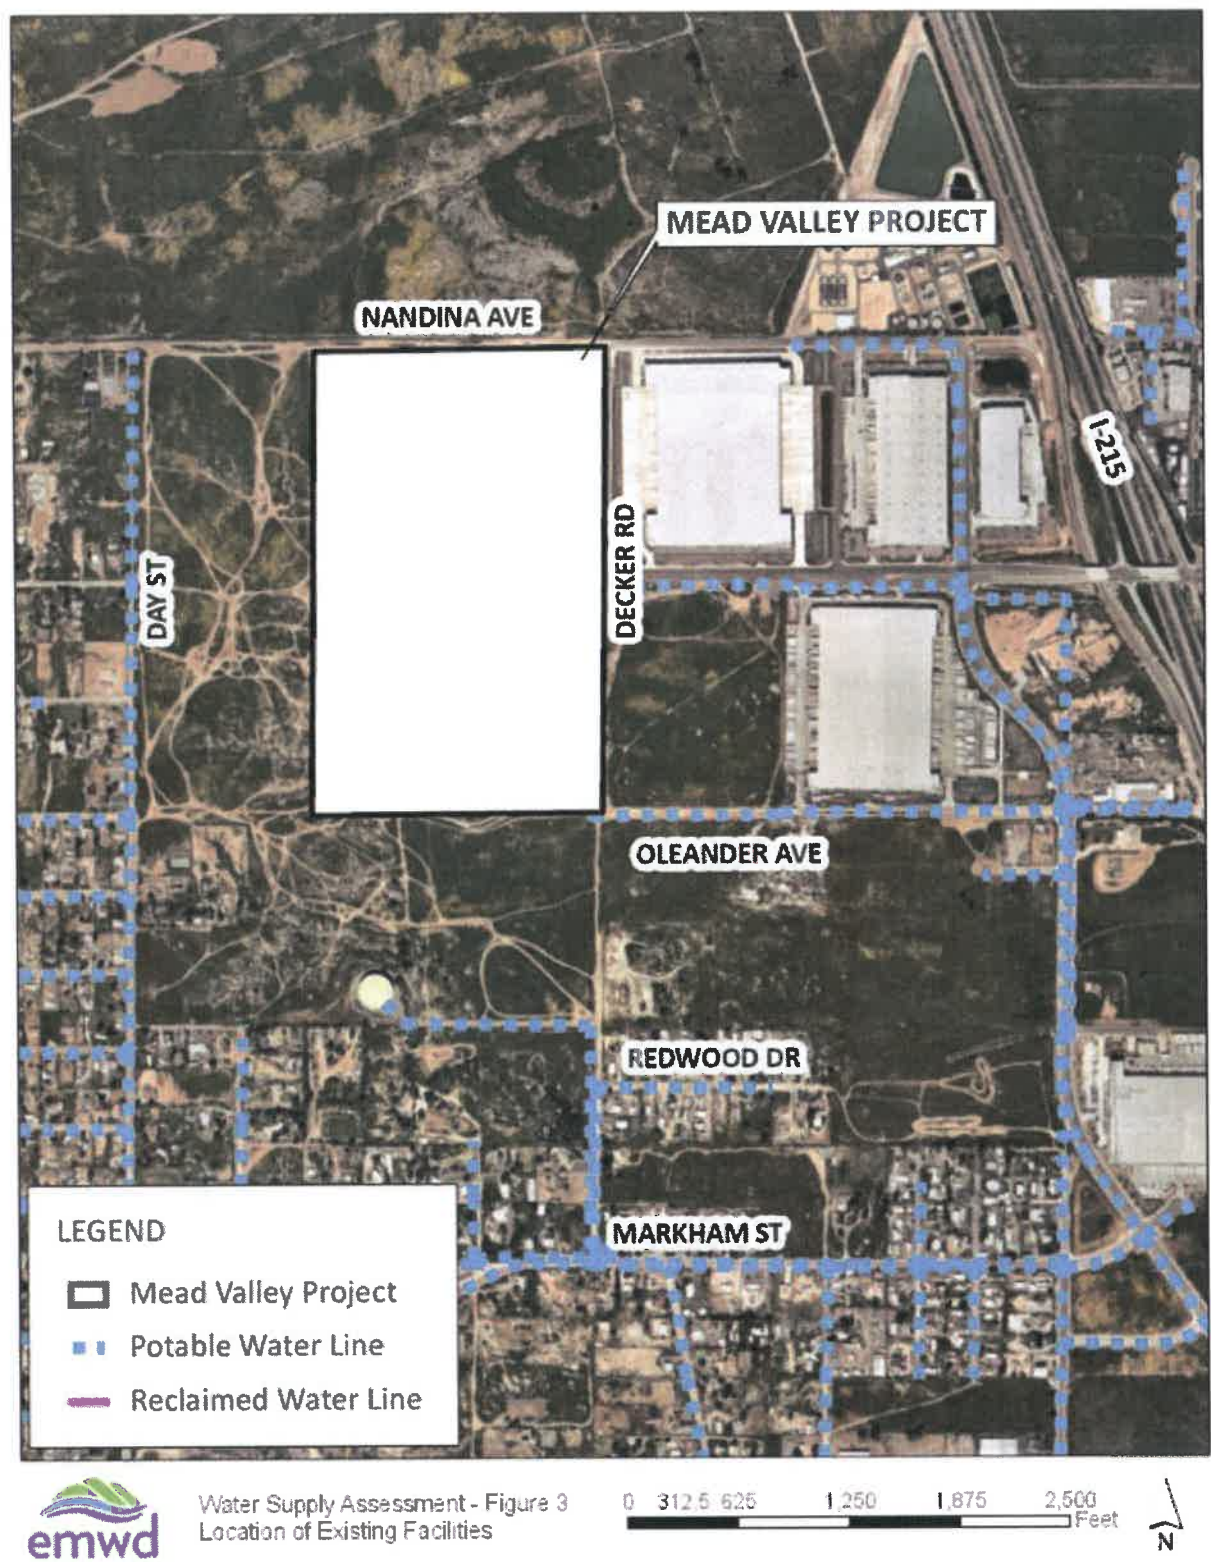 MEAD VALLEY PROJECT
NANDINA AVE
I-215
DECKER RD
DAY ST
OLEANDER AVE
REDWOOD DR
MARKHAM ST
LEGEND
Mead Valley Project
Potable Water Line
Reclaimed Water Line
emwd
Water Supply Assessment - Figure 3
Location of Existing Facilities
0 312.5 625 1,250 1,875 2,500
Feet
N